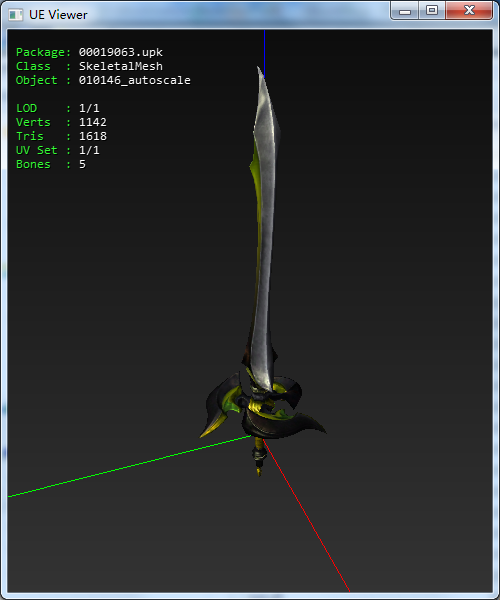 UE Viewer
Package: 00019063.upk
Class  : SkeletalMesh
Object : 010146_autoscale
LOD    : 1/1
Verts  : 1142
Tris   : 1618
UV Set : 1/1
Bones  : 5